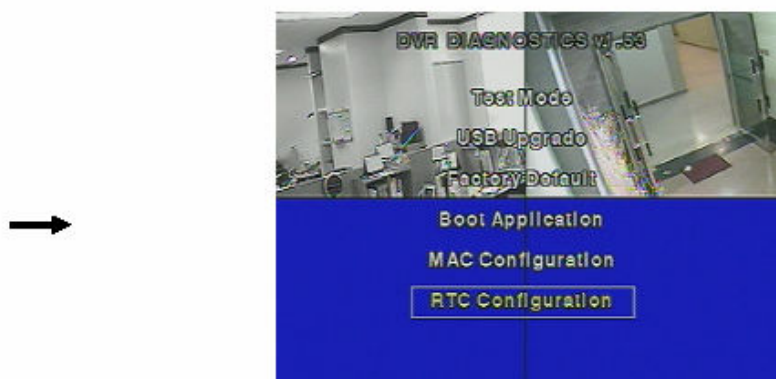 DVR DIAGNOSTICS v1.53
Test Mode
USB Upgrade
Factory Default
Boot Application
MAC Configuration
RTC Configuration